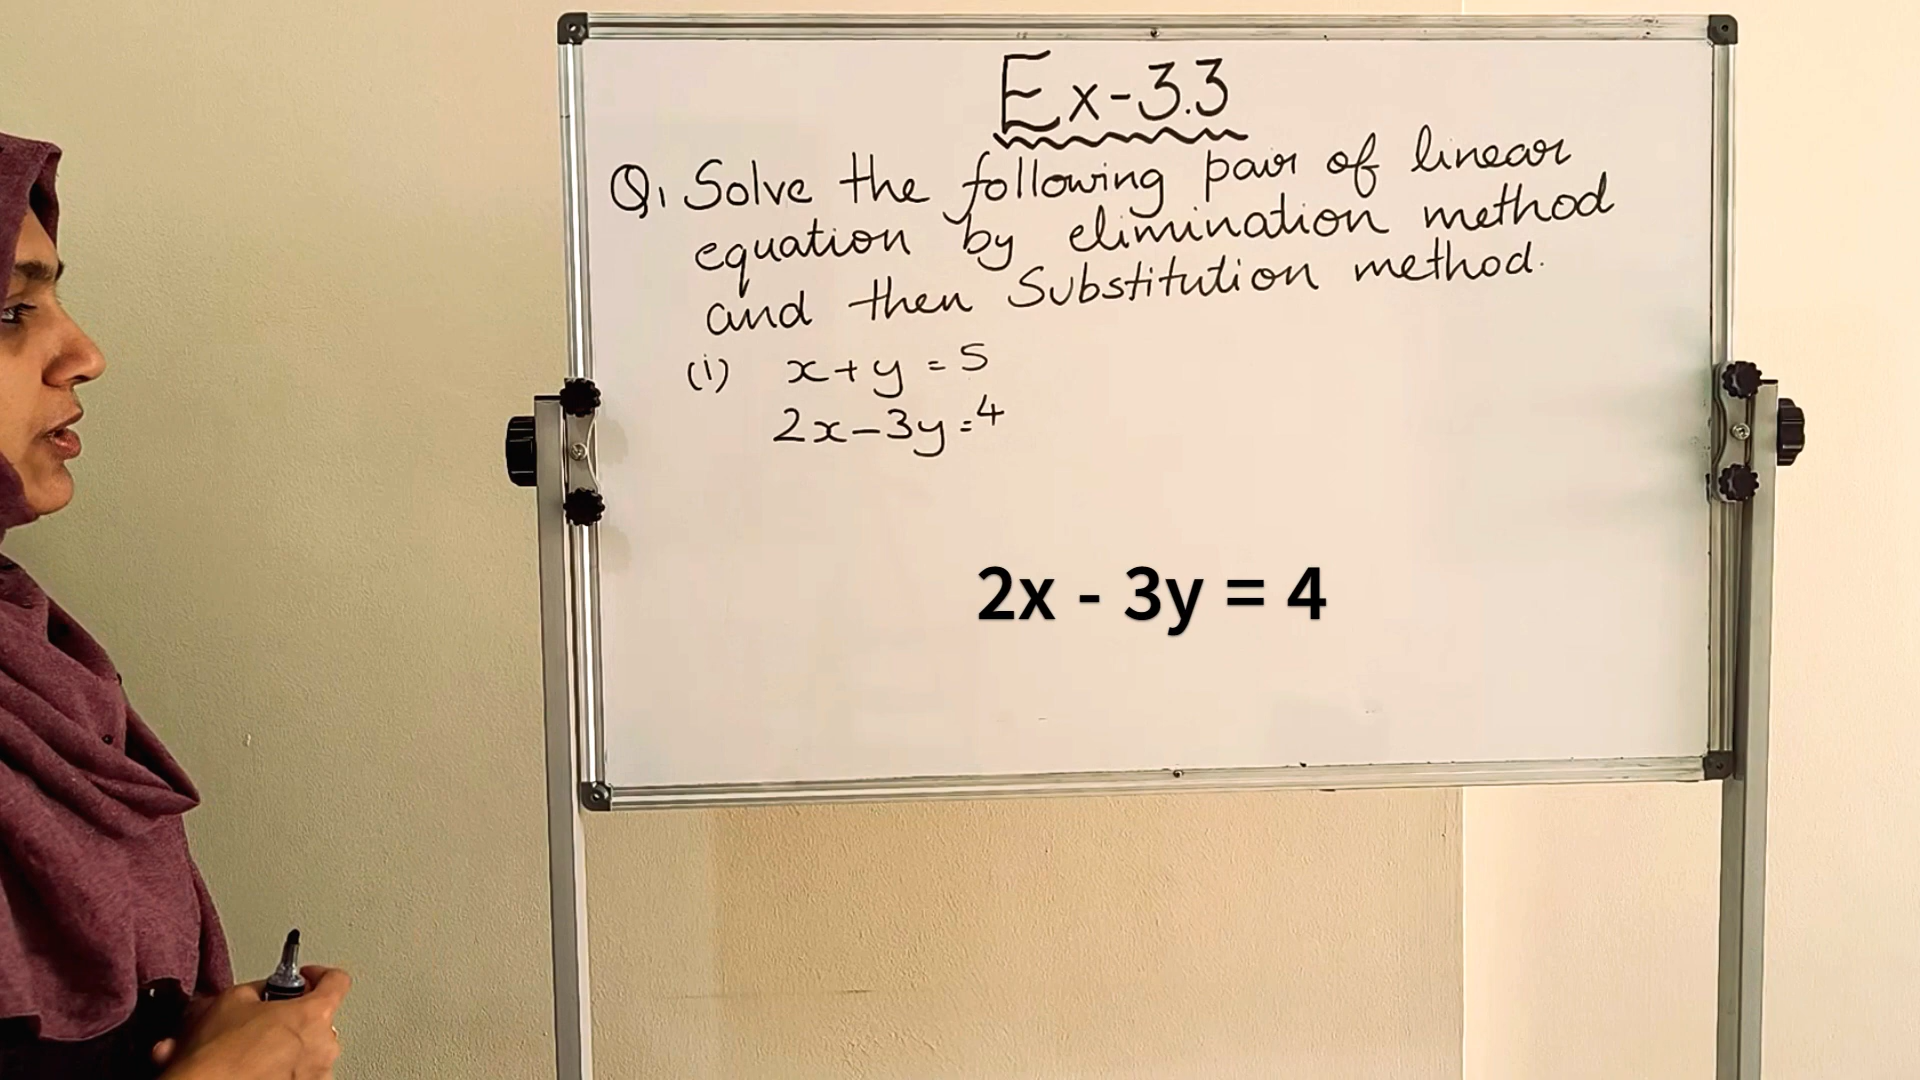 Ex-3.3
Q1 Solve the following pair of linear
equation by elimination method
and then Substitution method.
(i) x+y = 5
2x-3y=4
2x - 3y = 4